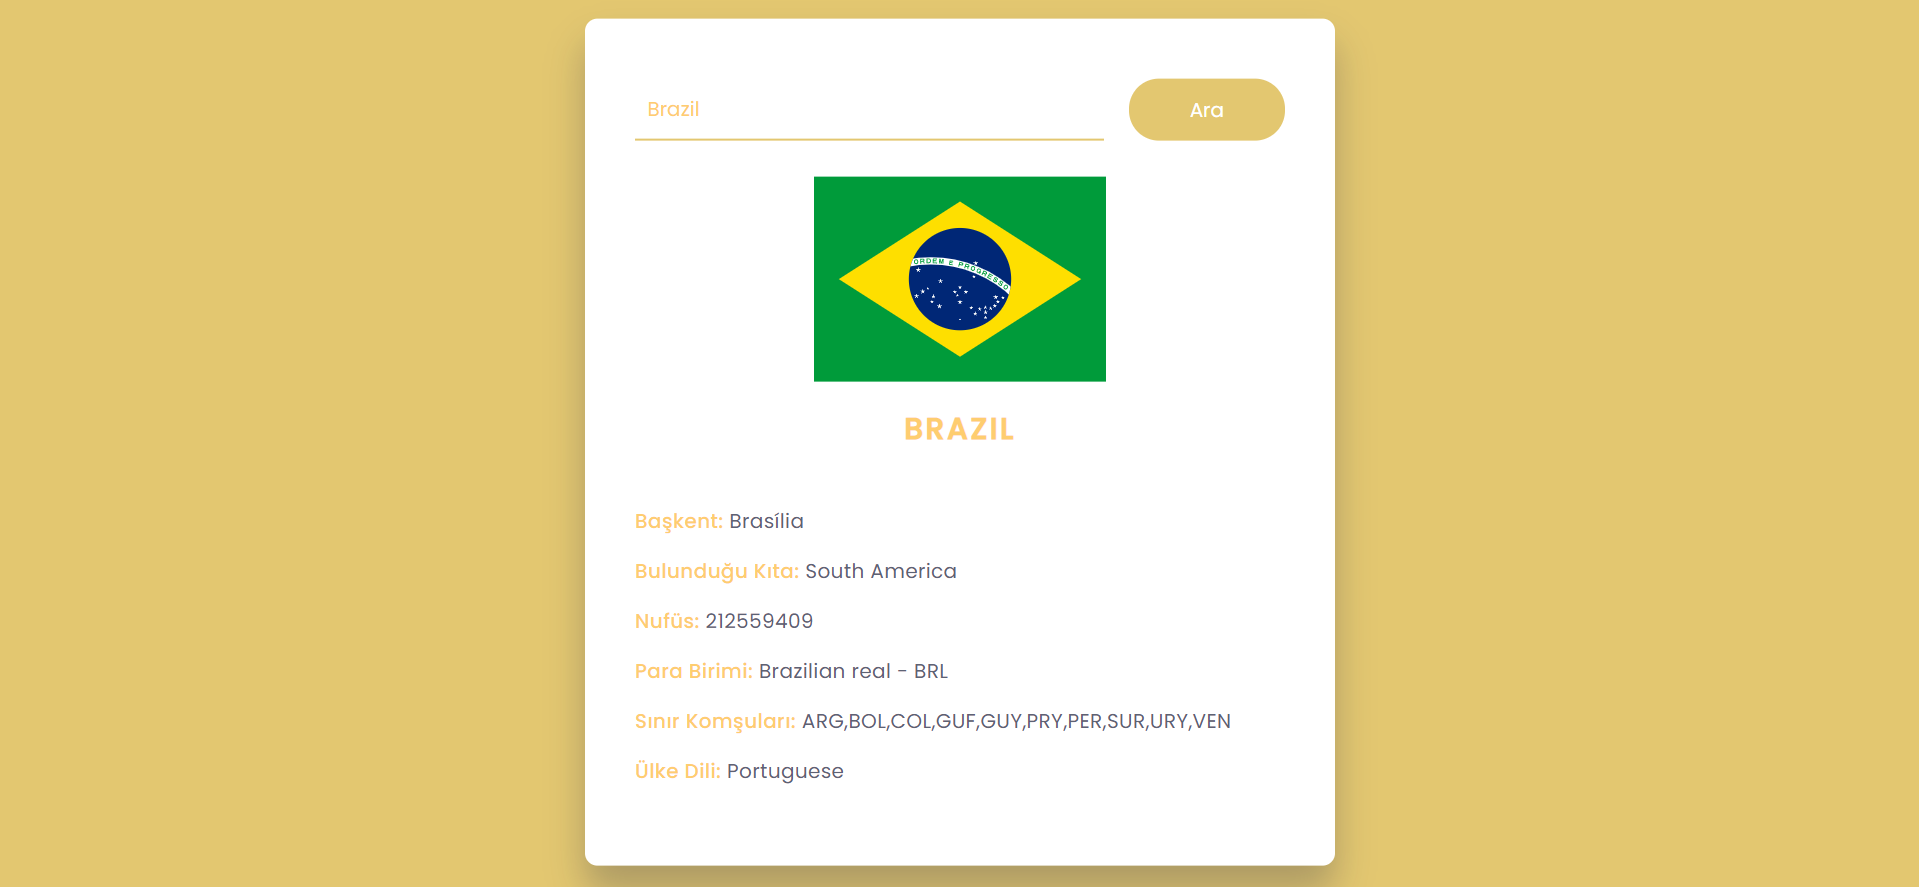 Brazil
Ara
ORDEM E PROGRESSO
BRAZIL
Başkent: Brasília
Bulunduğu Kıta: South America
Nufüs: 212559409
Para Birimi: Brazilian real - BRL
Sınır Komşuları: ARG,BOL,COL,GUF,GUY,PRY,PER,SUR,URY,VEN
Ülke Dili: Portuguese